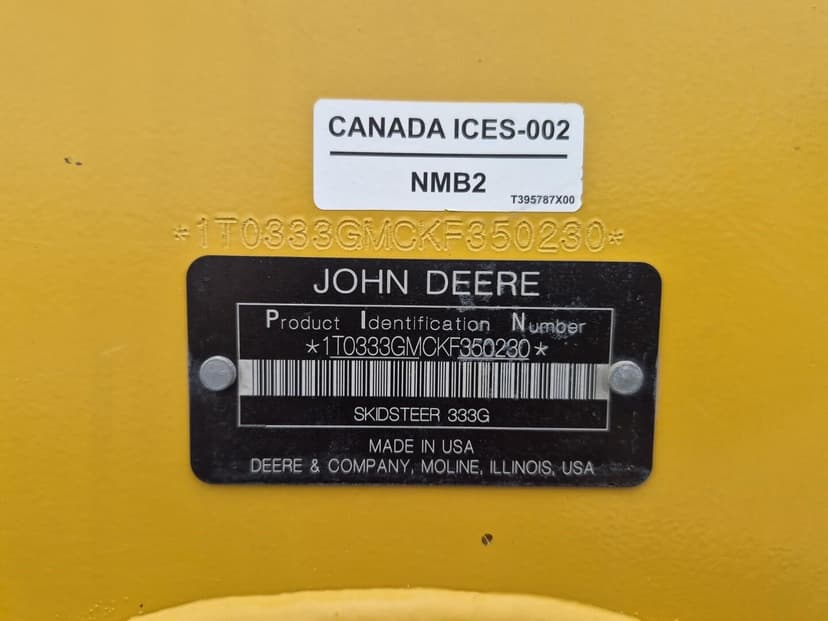 CANADA ICES-002
NMB2
T395787X00
*1T0333GMCKF350230*
JOHN DEERE
Product Identification Number
*1T0333GMCKF350230*
SKIDSTEER 333G
MADE IN USA
DEERE & COMPANY, MOLINE, ILLINOIS, USA